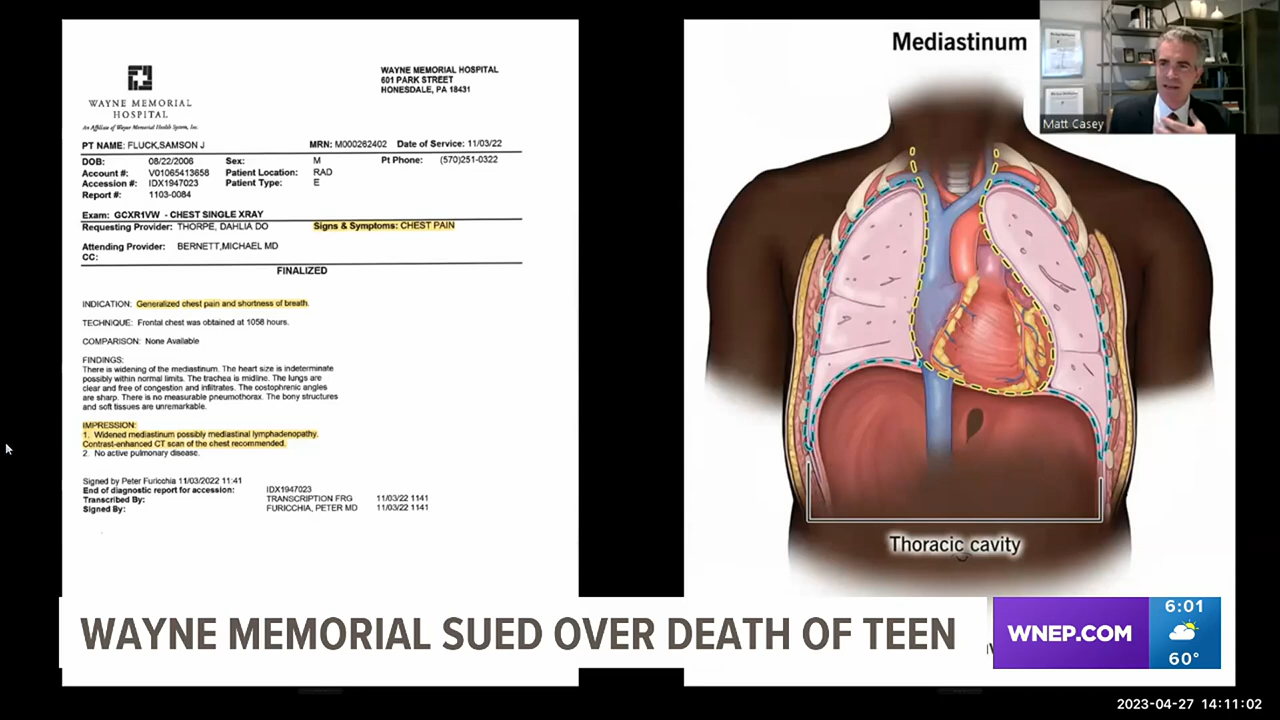 WAYNE MEMORIAL
HOSPITAL
An Affiliate of Wayne Memorial Health System, Inc.
WAYNE MEMORIAL HOSPITAL
601 PARK STREET
HONESDALE, PA 18431
PT NAME: FLUCK,SAMSON J MRN: M000262402 Date of Service: 11/03/22
DOB: 08/22/2006 Sex: M Pt Phone: (570)251-0322
Account #: V01065413658 Patient Location: RAD
Accession #: IDX1947023 Patient Type: E
Report #: 1103-0084
Exam: GCXR1VW - CHEST SINGLE XRAY
Requesting Provider: THORPE, DAHLIA DO Signs & Symptoms: CHEST PAIN
Attending Provider: BERNETT,MICHAEL MD
CC:
FINALIZED
INDICATION: Generalized chest pain and shortness of breath.
TECHNIQUE: Frontal chest was obtained at 1058 hours.
COMPARISON: None Available
FINDINGS:
There is widening of the mediastinum. The heart size is indeterminate
possibly within normal limits. The trachea is midline. The lungs are
clear and free of congestion and infiltrates. The costophrenic angles
are sharp. There is no measurable pneumothorax. The bony structures
and soft tissues are unremarkable.
IMPRESSION:
1. Widened mediastinum possibly mediastinal lymphadenopathy.
Contrast-enhanced CT scan of the chest recommended.
2. No active pulmonary disease.
Signed by Peter Furicchia 11/03/2022 11:41
End of diagnostic report for accession: IDX1947023
Transcribed By: TRANSCRIPTION FRG 11/03/22 1141
Signed By: FURICCHIA, PETER MD 11/03/22 1141
Mediastinum
Thoracic cavity
Matt Casey
WAYNE MEMORIAL SUED OVER DEATH OF TEEN
WNEP.COM
6:01
60°
2023-04-27 14:11:02